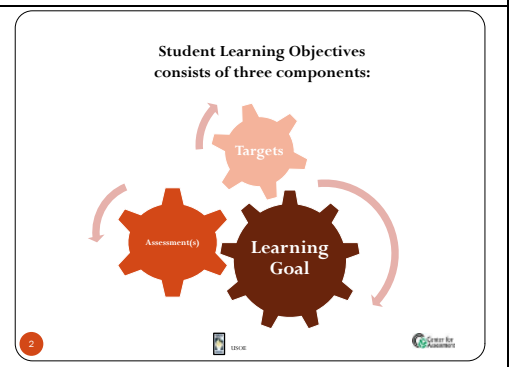 Student Learning Objectives
consists of three components:
Targets
Assessment(s)
Learning
Goal
2
USOE
Center for
Assessment